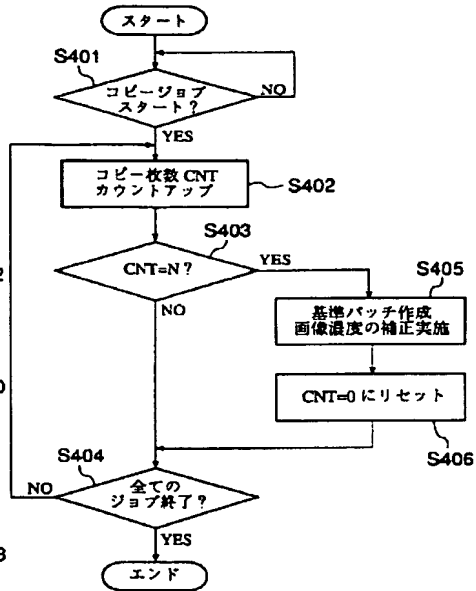 スタート
S401
コピージョブ
スタート？
NO
YES
コピー枚数 CNT
カウントアップ
S402
S403
CNT=N？
YES
NO
S405
基準パッチ作成
画像濃度の補正実施
CNT=0 にリセット
S406
S404
全ての
ジョブ終了？
NO
YES
エンド